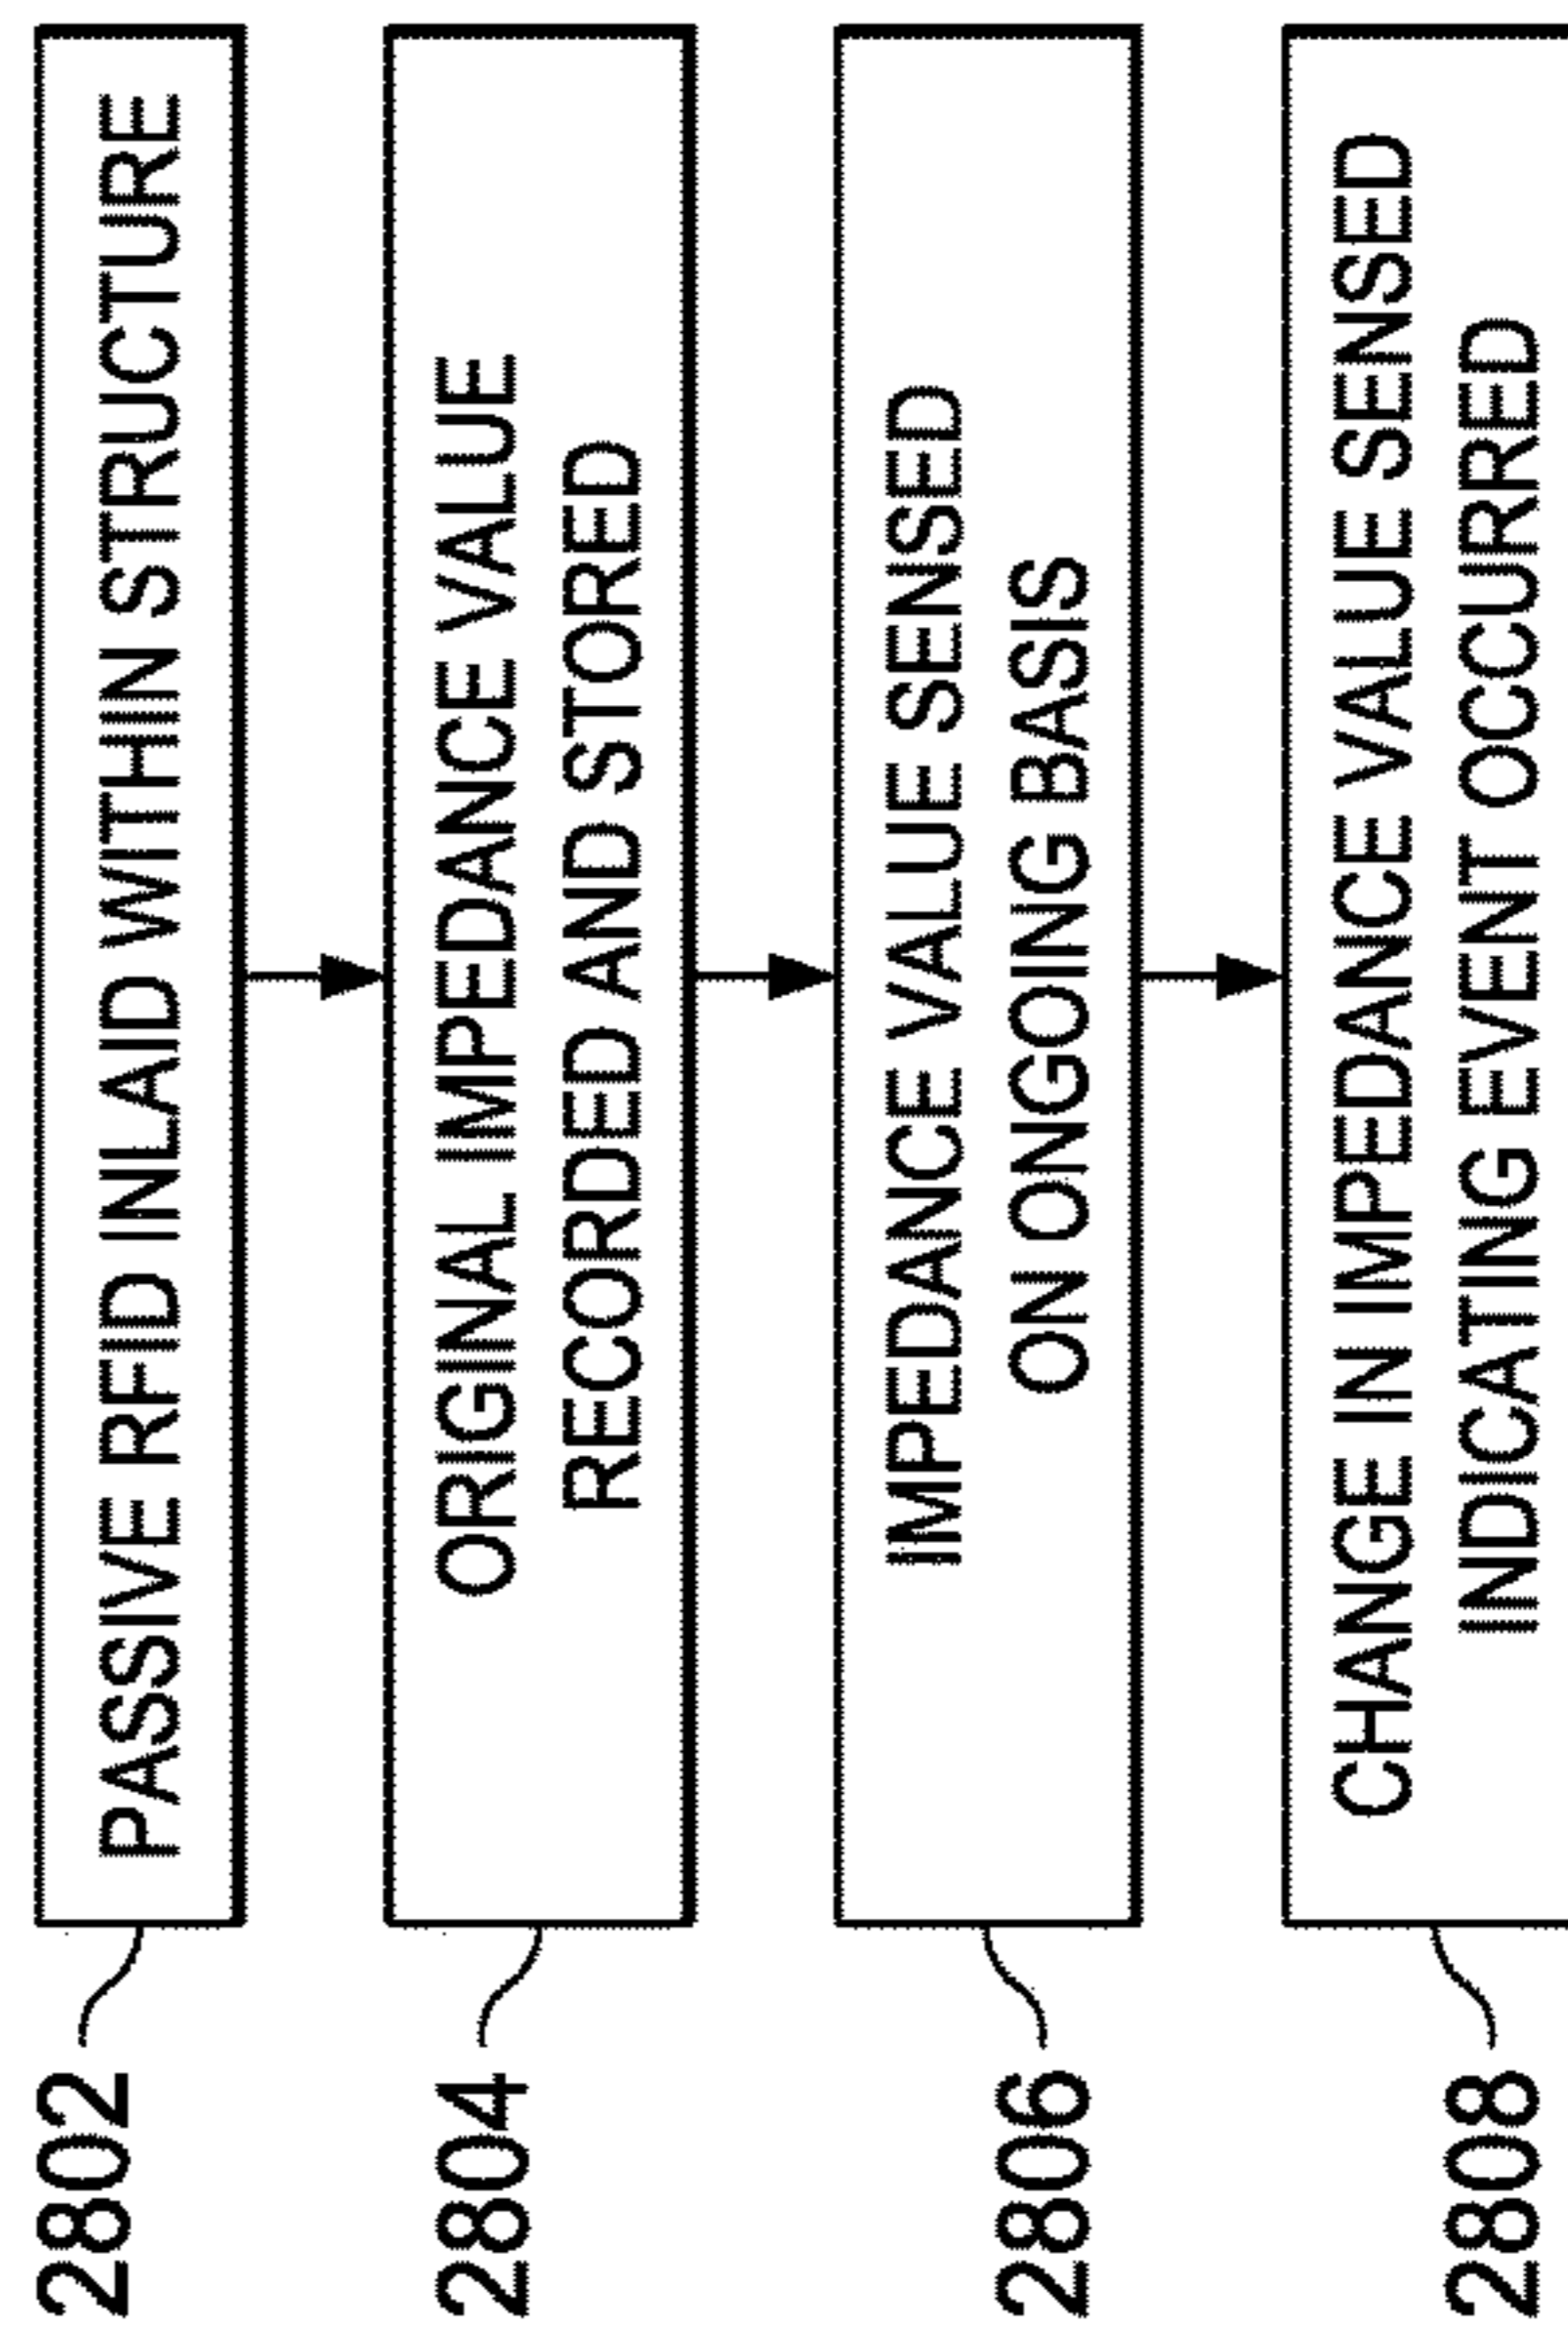 2802
PASSIVE RFID INLAID WITHIN STRUCTURE
2804
ORIGINAL IMPEDANCE VALUE
RECORDED AND STORED
2806
IMPEDANCE VALUE SENSED
ON ONGOING BASIS
2808
CHANGE IN IMPEDANCE VALUE SENSED
INDICATING EVENT OCCURRED